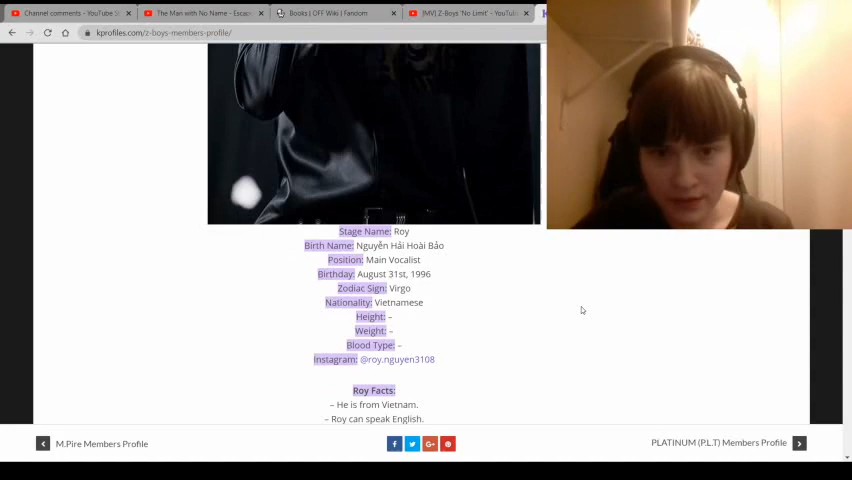 Channel comments - YouTube St
The Man with No Name - Escap
Books | OFF Wiki | Fandom
[MV] Z-Boys 'No Limit' - YouTub
kprofiles.com/z-boys-members-profile/
Stage Name: Roy
Birth Name: Nguyễn Hải Hoài Bảo
Position: Main Vocalist
Birthday: August 31st, 1996
Zodiac Sign: Virgo
Nationality: Vietnamese
Height: –
Weight: –
Blood Type: –
Instagram: @roy.nguyen3108
Roy Facts:
– He is from Vietnam.
– Roy can speak English.
M.Pire Members Profile
PLATINUM (P.L.T) Members Profile